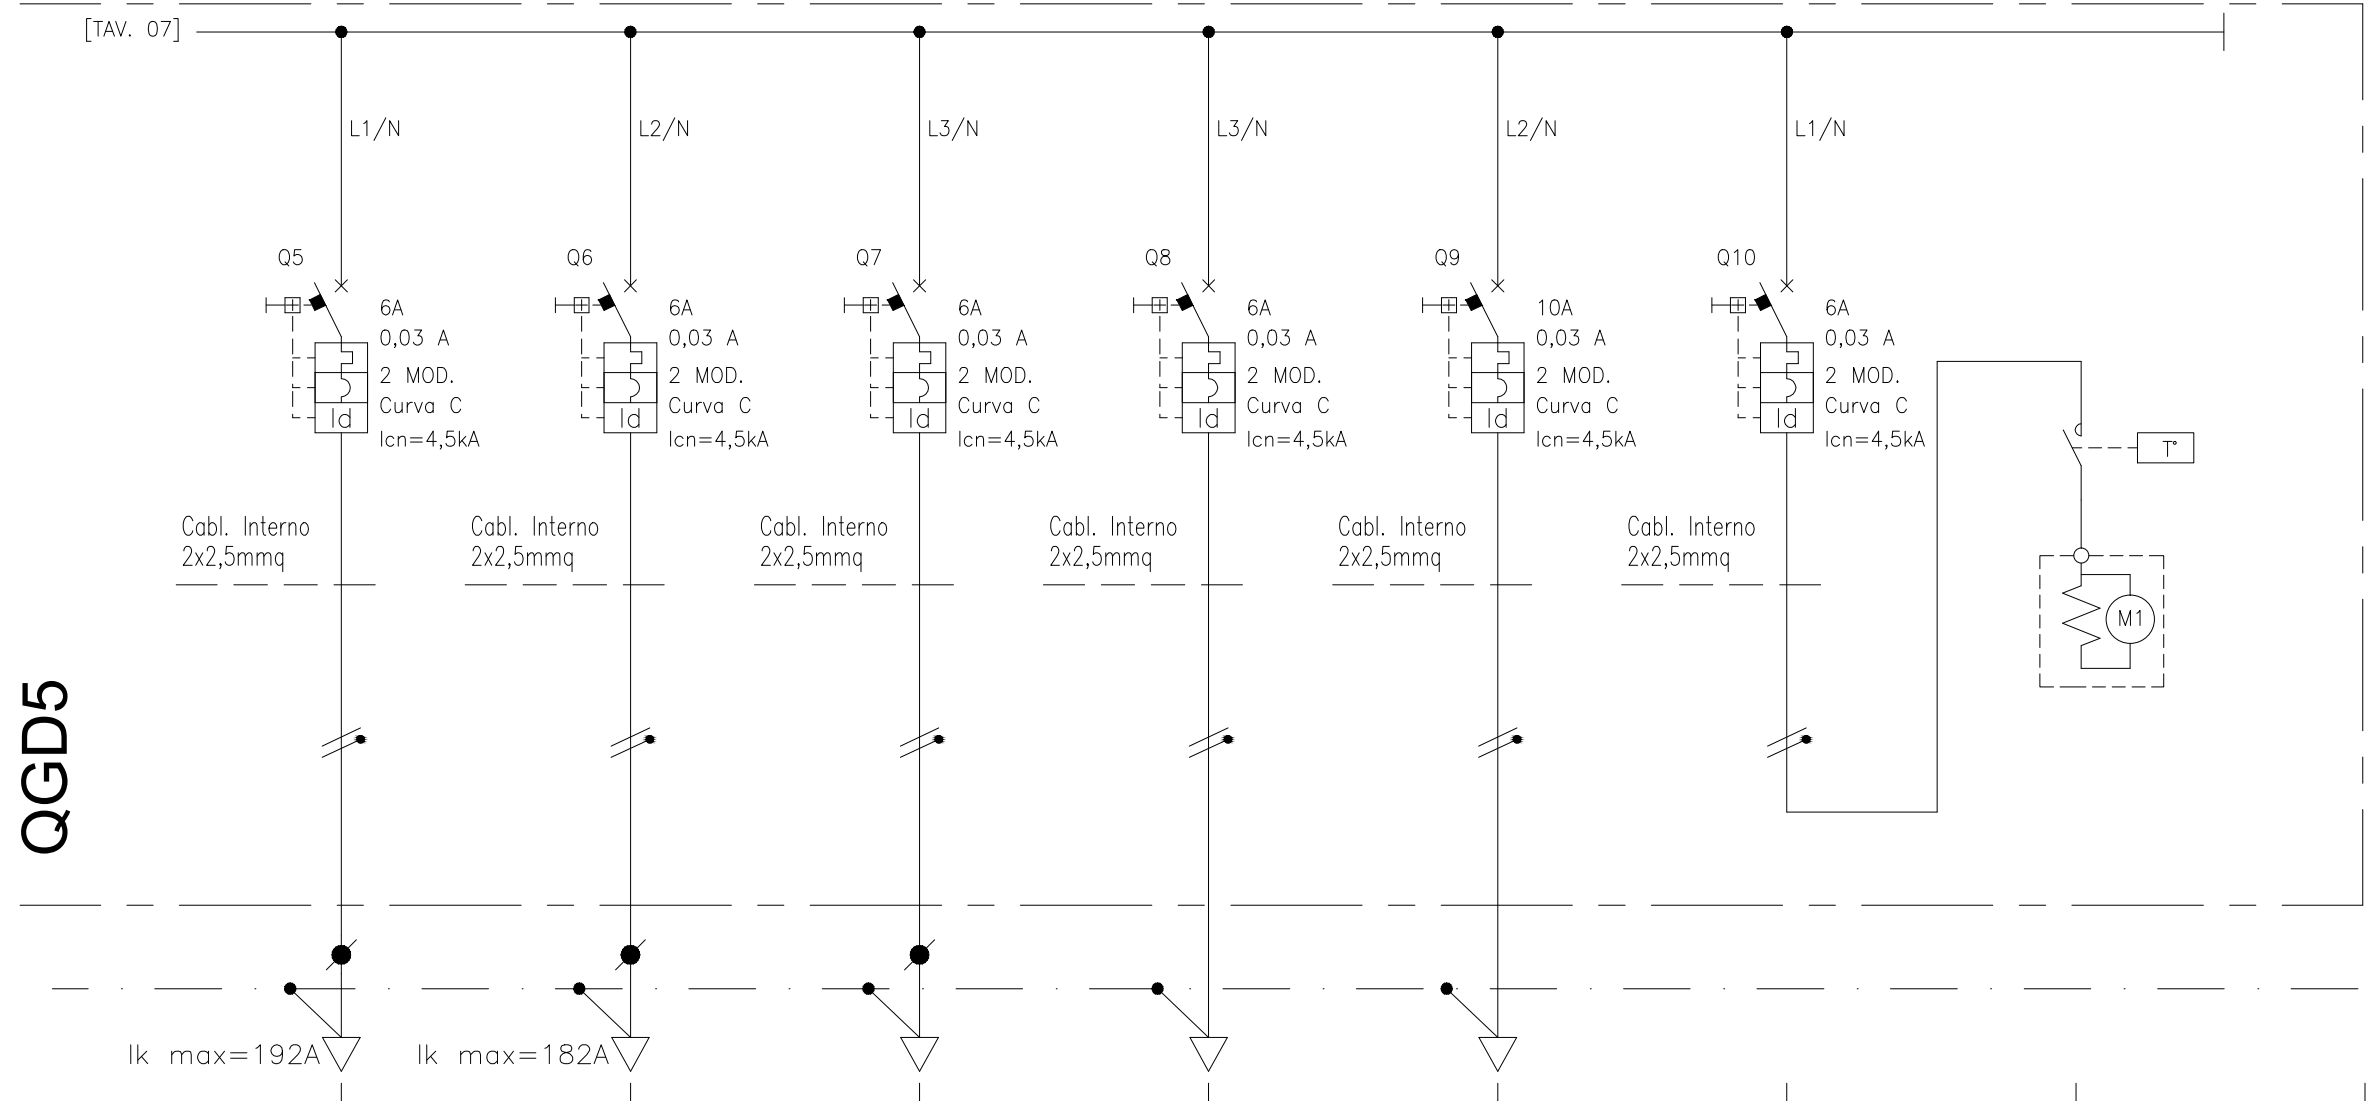 [TAV. 07]
L1/N
L2/N
L3/N
L3/N
L2/N
L1/N
Q5
6A
0,03 A
2 MOD.
Curva C
Id
Icn=4,5kA
Q6
6A
0,03 A
2 MOD.
Curva C
Id
Icn=4,5kA
Q7
6A
0,03 A
2 MOD.
Curva C
Id
Icn=4,5kA
Q8
6A
0,03 A
2 MOD.
Curva C
Id
Icn=4,5kA
Q9
10A
0,03 A
2 MOD.
Curva C
Id
Icn=4,5kA
Q10
6A
0,03 A
2 MOD.
Curva C
Id
Icn=4,5kA
T°
Cabl. Interno
2x2,5mmq
Cabl. Interno
2x2,5mmq
Cabl. Interno
2x2,5mmq
Cabl. Interno
2x2,5mmq
Cabl. Interno
2x2,5mmq
Cabl. Interno
2x2,5mmq
M1
QGD5
Ik max=192A
Ik max=182A